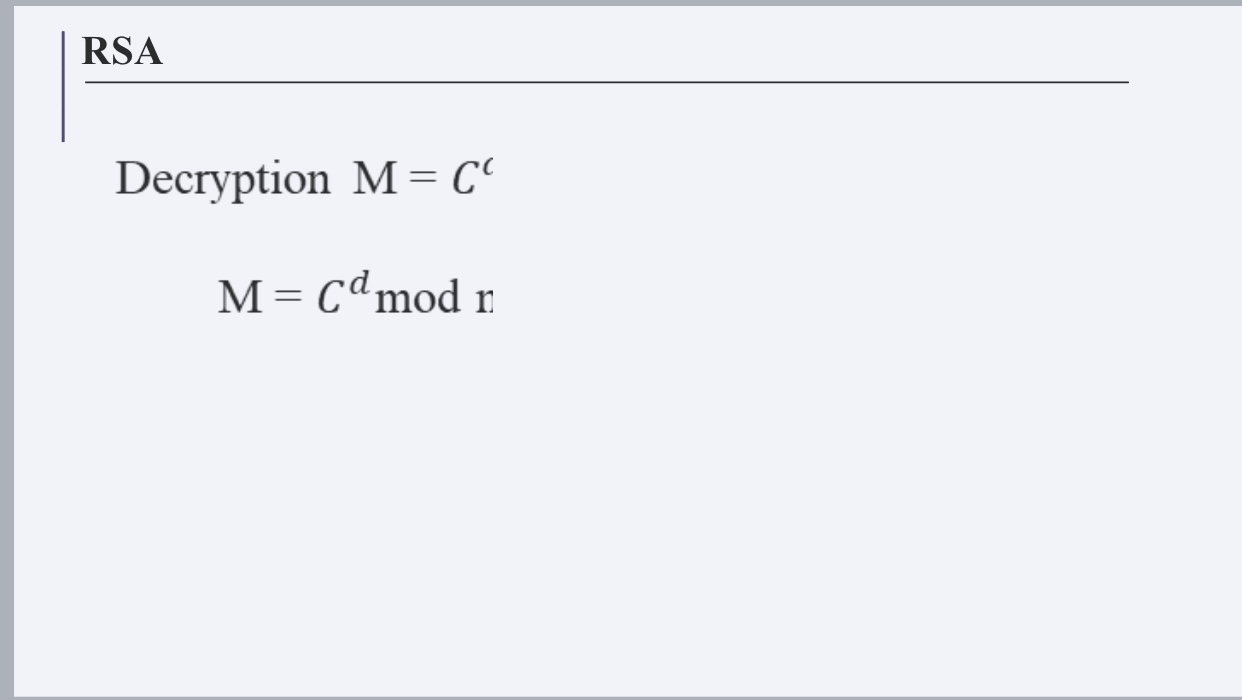 RSA
Decryption M = C
M = C^d mod